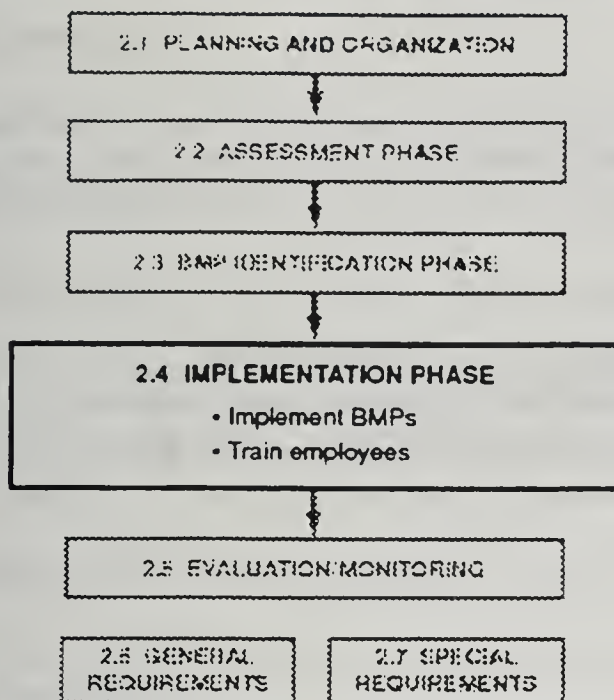 2.1 PLANNING AND ORGANIZATION
2.2 ASSESSMENT PHASE
2.3 BMP IDENTIFICATION PHASE
2.4 IMPLEMENTATION PHASE
• Implement BMPs
• Train employees
2.5 EVALUATION/MONITORING
2.6 GENERAL
REQUIREMENTS
2.7 SPECIAL
REQUIREMENTS